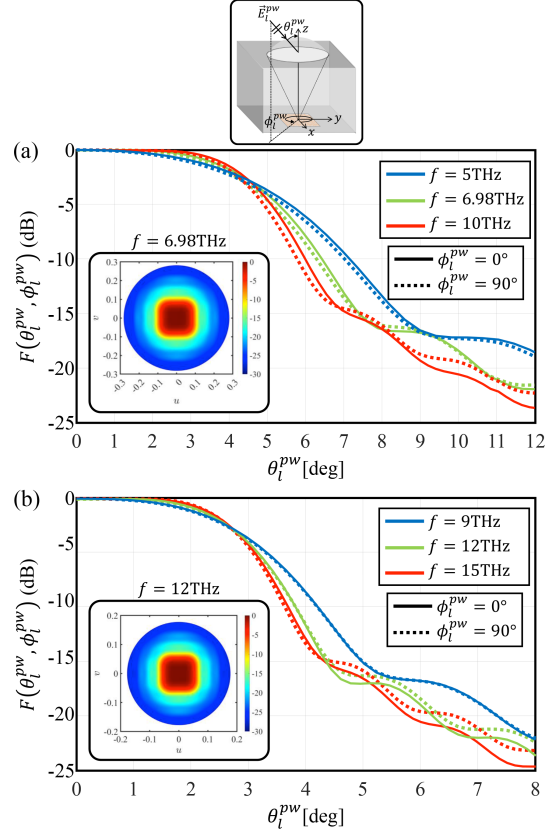 E⃗_l^pw
θ_l^pw
z
ϕ_l^pw
y
x
(a)
F(θ_l^pw, ϕ_l^pw) (dB)
0
-5
-10
-15
-20
-25
f = 5THz
f = 6.98THz
f = 10THz
ϕ_l^pw = 0°
ϕ_l^pw = 90°
f = 6.98THz
v
0.3
0.2
0.1
0
-0.1
-0.2
-0.3
-0.3 -0.2 -0.1 0 0.1 0.2 0.3
u
0
-5
-10
-15
-20
-25
-30
0 1 2 3 4 5 6 7 8 9 10 11 12
θ_l^pw[deg]
(b)
F(θ_l^pw, ϕ_l^pw) (dB)
0
-5
-10
-15
-20
-25
f = 9THz
f = 12THz
f = 15THz
ϕ_l^pw = 0°
ϕ_l^pw = 90°
f = 12THz
v
0.2
0.1
0
-0.1
-0.2
-0.2 -0.1 0 0.1 0.2
u
0
-5
-10
-15
-20
-25
-30
0 1 2 3 4 5 6 7 8
θ_l^pw[deg]